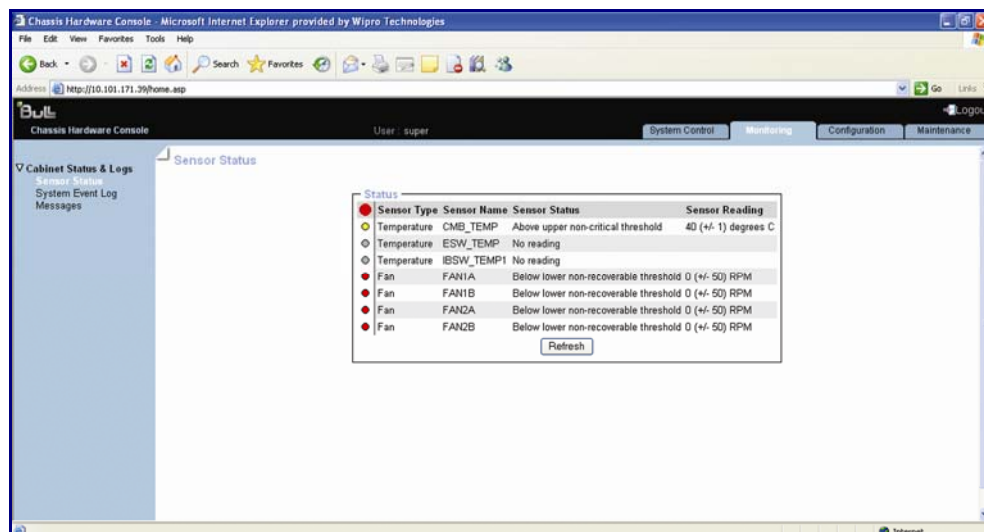 Chassis Hardware Console - Microsoft Internet Explorer provided by Wipro Technologies
File Edit View Favorites Tools Help
Back Search Favorites
Address http://10.101.171.39/home.asp Go Links
Bull Logout
Chassis Hardware Console User : super System Control Monitoring Configuration Maintenance
Sensor Status
Cabinet Status & Logs
Sensor Status
System Event Log
Messages
Status
Sensor Type Sensor Name Sensor Status Sensor Reading
Temperature CMB_TEMP Above upper non-critical threshold 40 (+/- 1) degrees C
Temperature ESW_TEMP No reading
Temperature IBSW_TEMP1 No reading
Fan FAN1A Below lower non-recoverable threshold 0 (+/- 50) RPM
Fan FAN1B Below lower non-recoverable threshold 0 (+/- 50) RPM
Fan FAN2A Below lower non-recoverable threshold 0 (+/- 50) RPM
Fan FAN2B Below lower non-recoverable threshold 0 (+/- 50) RPM
Refresh
Internet